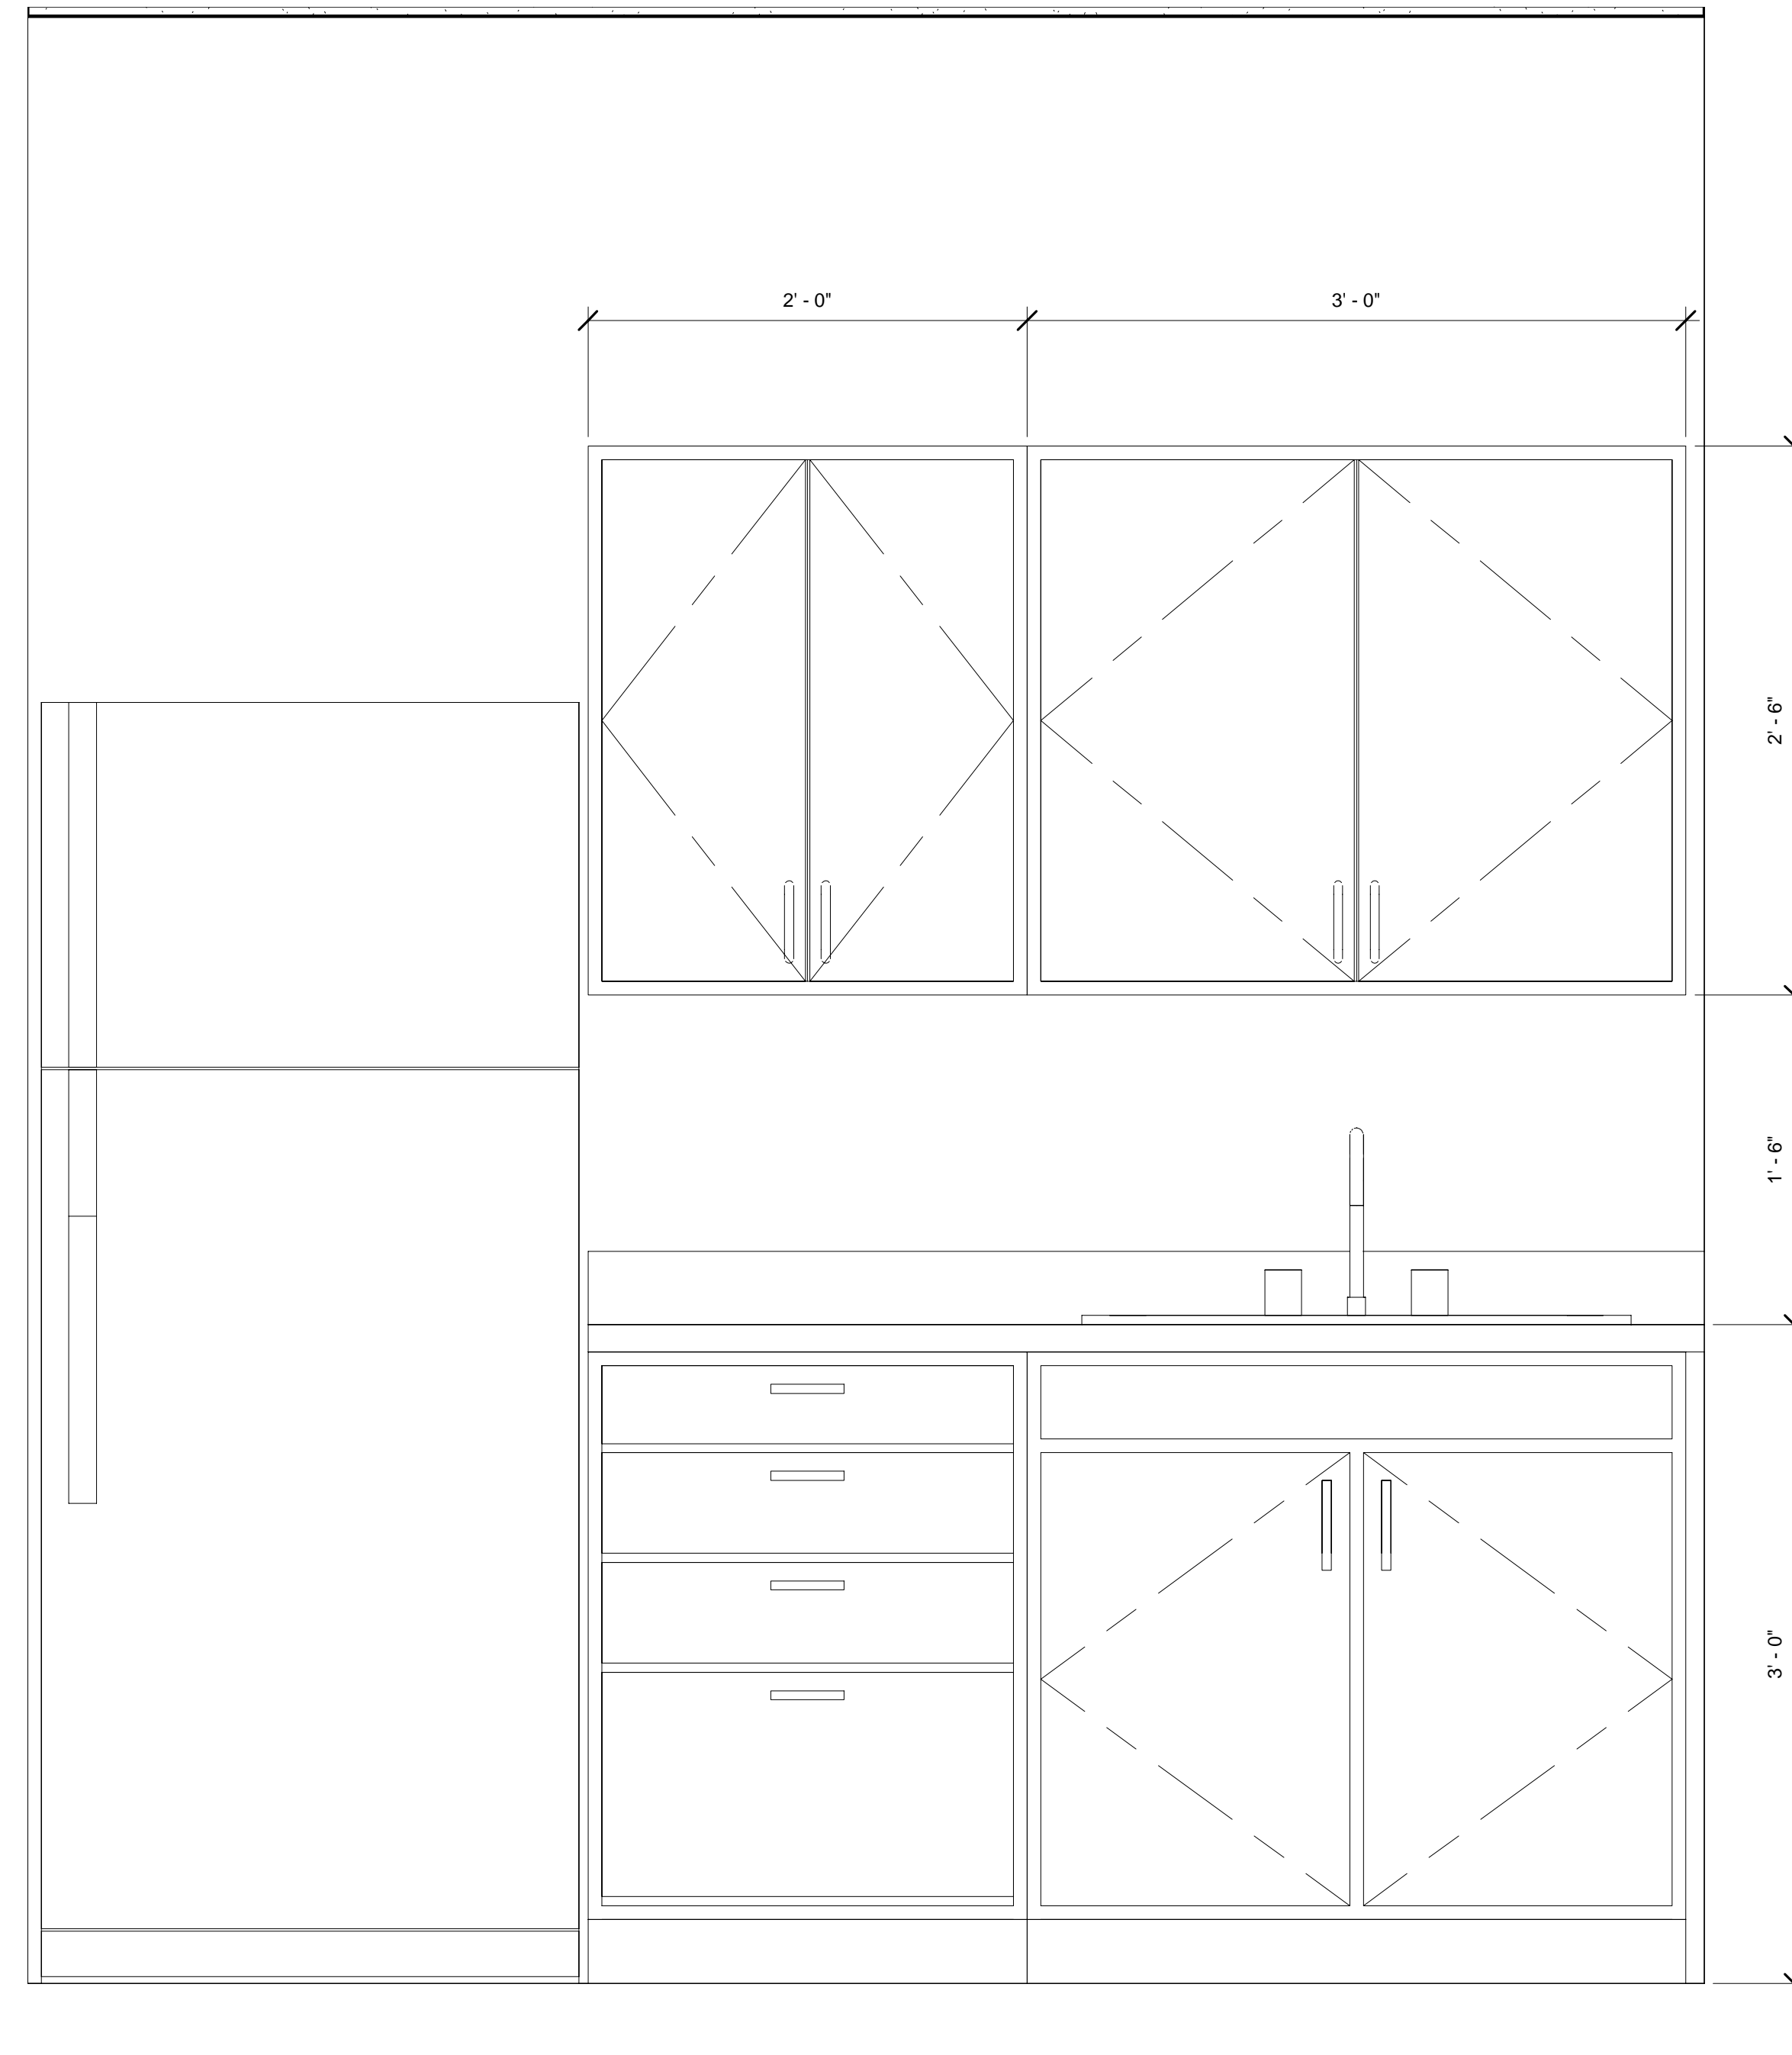 2' - 0"
3' - 0"
2' - 6"
1' - 6"
3' - 0"